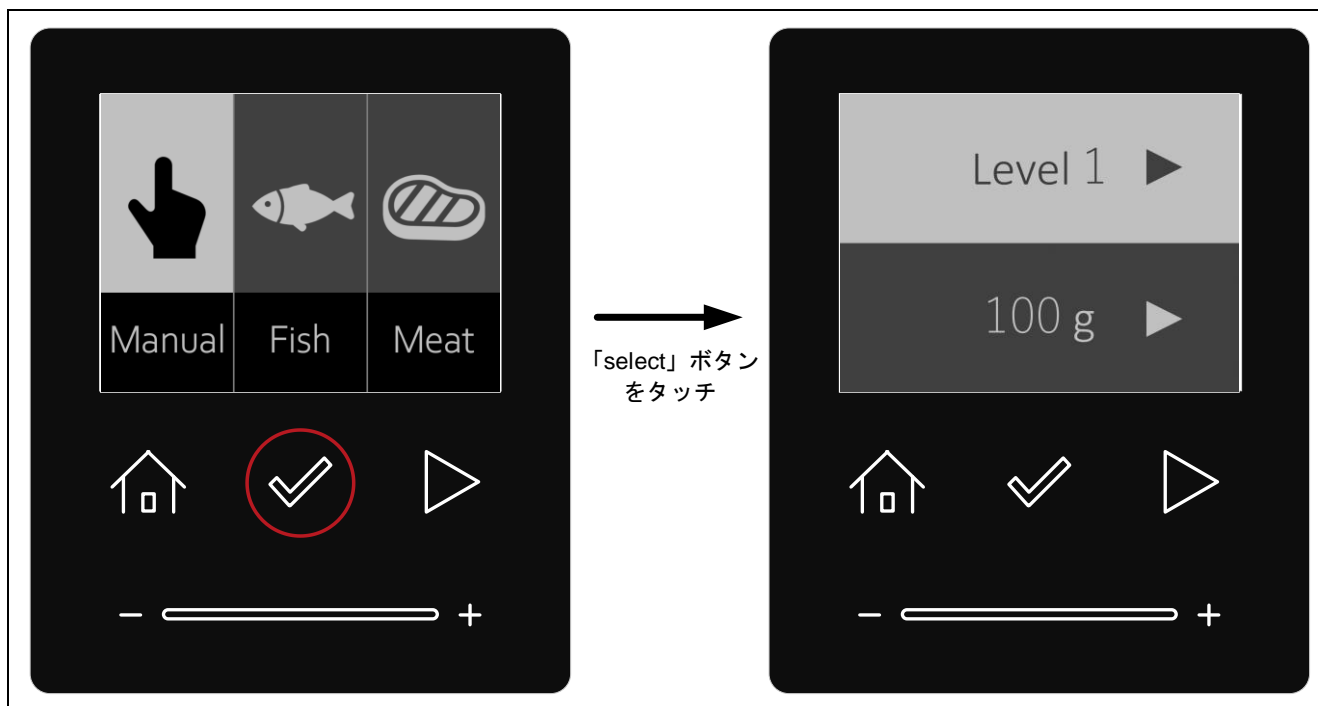 Manual Fish Meat
- +
「select」ボタン
をタッチ
Level 1
100 g
- +